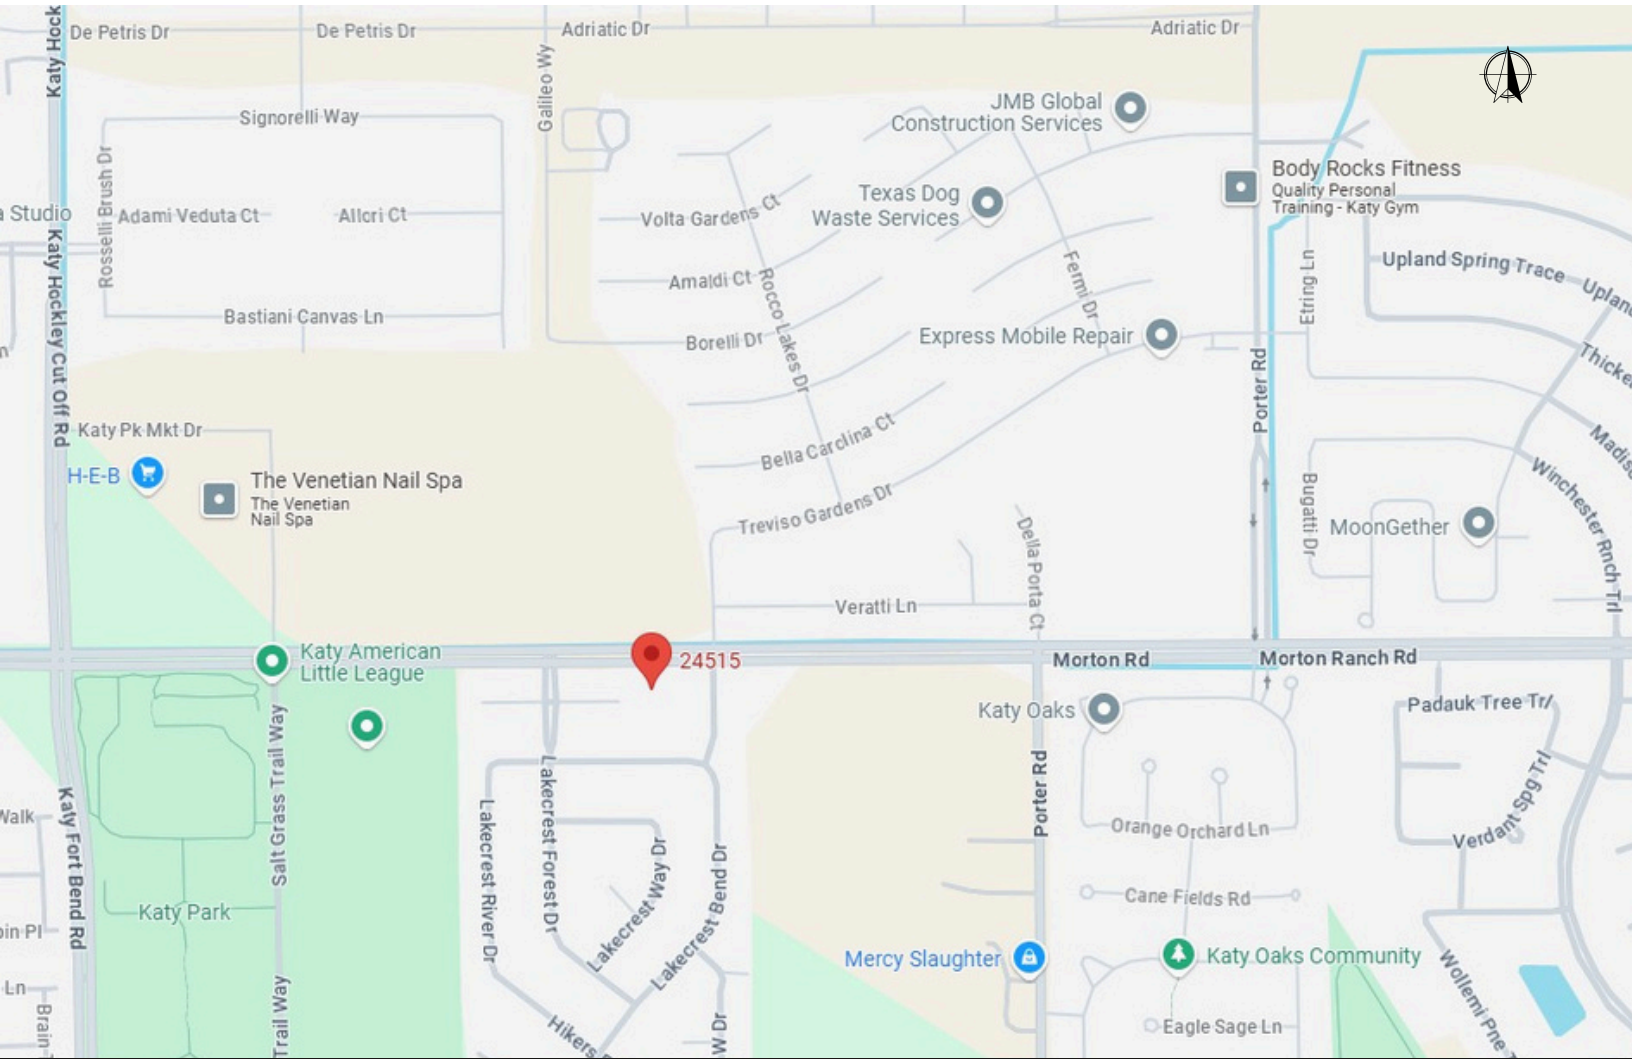 Katy Hock
De Petris Dr
De Petris Dr
Adriatic Dr
Adriatic Dr
Galileo Wy
Signorelli Way
JMB Global
Construction Services
Rosselli Brush Dr
Body Rocks Fitness
Quality Personal
Training - Katy Gym
Texas Dog
Waste Services
a Studio
Adami Veduta Ct
Allori Ct
Volta Gardens Ct
Katy Hockley Cut Off Rd
Upland Spring Trace
Uplan
Etring Ln
Fermi Dr
Amaldi Ct
Rocco Lakes Dr
Bastiani Canvas Ln
Borelli Dr
Express Mobile Repair
Porter Rd
Thicke
Katy Pk Mkt Dr
Bella Carolina Ct
Madis
H-E-B
The Venetian Nail Spa
The Venetian
Nail Spa
Treviso Gardens Dr
Della Porta Ct
Bugatti Dr
MoonGether
Winchester Rnch Trl
Veratti Ln
Katy American
Little League
24515
Morton Rd
Morton Ranch Rd
Katy Oaks
Padauk Tree Trl
Salt Grass Trail Way
Lakecrest River Dr
Lakecrest Forest Dr
Lakecrest Way Dr
Lakecrest Bend Dr
Porter Rd
Verdant Spg Trl
Walk
Katy Fort Bend Rd
Orange Orchard Ln
Cane Fields Rd
Katy Park
pin Pl
Mercy Slaughter
Katy Oaks Community
Wollemi Pne
Ln
Brain
Trail Way
Hikers
W Dr
Eagle Sage Ln